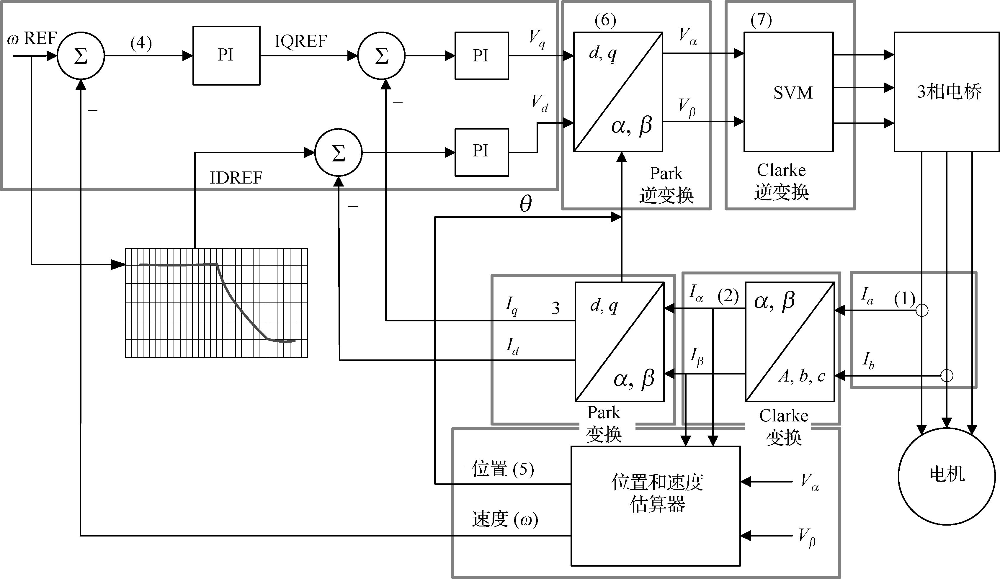 ω REF
Σ
(4)
PI
IQREF
Σ
PI
Vq
(6)
d, q
α, β
Vα
Vβ
(7)
SVM
3相电桥
−
−
Vd
Σ
PI
IDREF
Park
逆变换
Clarke
逆变换
θ
−
Iq
3
d, q
Iα
(2)
α, β
Ia
(1)
Id
α, β
Iβ
A, b, c
Ib
Park
变换
Clarke
变换
位置 (5)
位置和速度
估算器
Vα
电机
速度 (ω)
Vβ